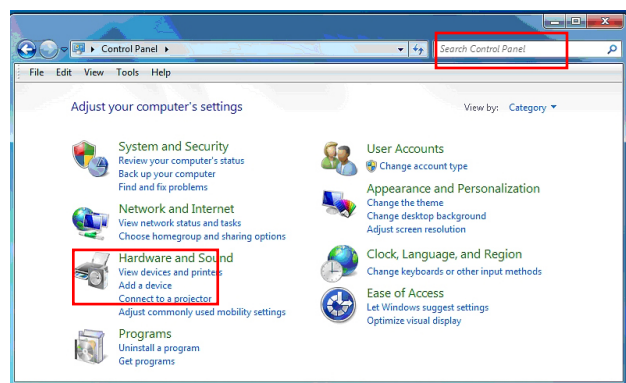 Control Panel
Search Control Panel
File Edit View Tools Help
Adjust your computer's settings
View by: Category
System and Security
Review your computer's status
Back up your computer
Find and fix problems
Network and Internet
View network status and tasks
Choose homegroup and sharing options
Hardware and Sound
View devices and printers
Add a device
Connect to a projector
Adjust commonly used mobility settings
Programs
Uninstall a program
Get programs
User Accounts
Change account type
Appearance and Personalization
Change the theme
Change desktop background
Adjust screen resolution
Clock, Language, and Region
Change keyboards or other input methods
Ease of Access
Let Windows suggest settings
Optimize visual display